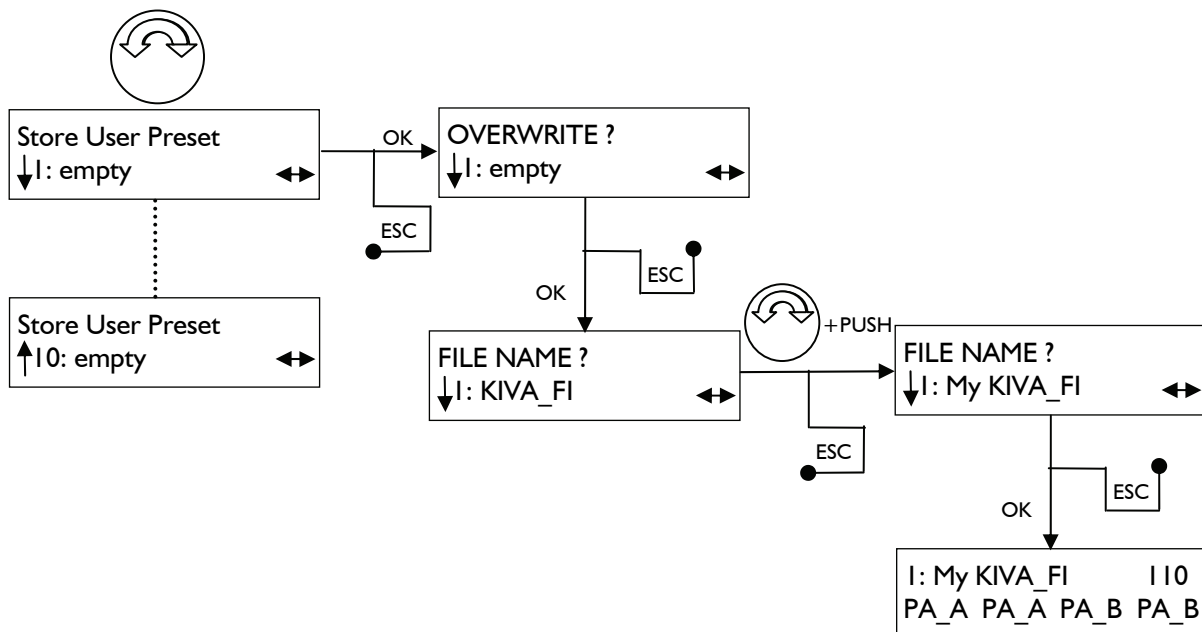 Store User Preset
↓1: empty ↔
OK
ESC
OVERWRITE ?
↓1: empty ↔
Store User Preset
↑10: empty ↔
OK
ESC
FILE NAME ?
↓1: KIVA_FI ↔
+PUSH
ESC
FILE NAME ?
↓1: My KIVA_FI ↔
OK
ESC
1: My KIVA_FI 110
PA_A PA_A PA_B PA_B